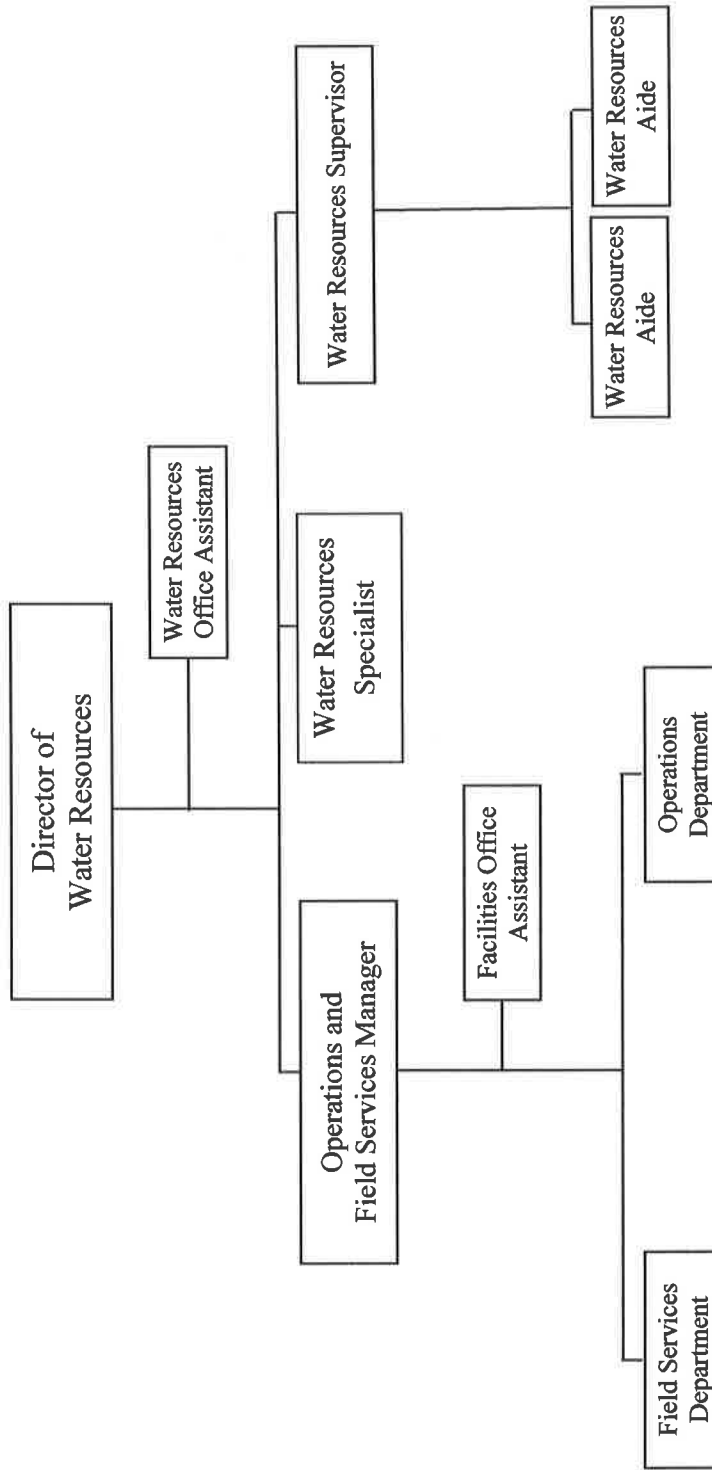 Director of
Water Resources
Water Resources
Office Assistant
Operations and
Field Services Manager
Water Resources
Specialist
Water Resources Supervisor
Facilities Office
Assistant
Water Resources
Aide
Water Resources
Aide
Field Services
Department
Operations
Department